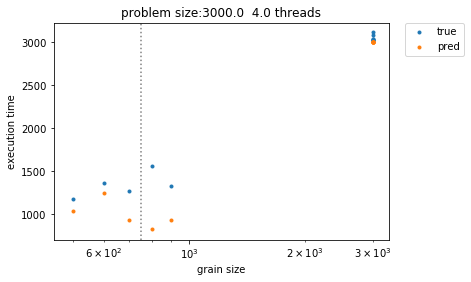 problem size:3000.0  4.0 threads
true
pred
execution time
3000
2500
2000
1500
1000
6 × 10²
10³
2 × 10³
3 × 10³
grain size